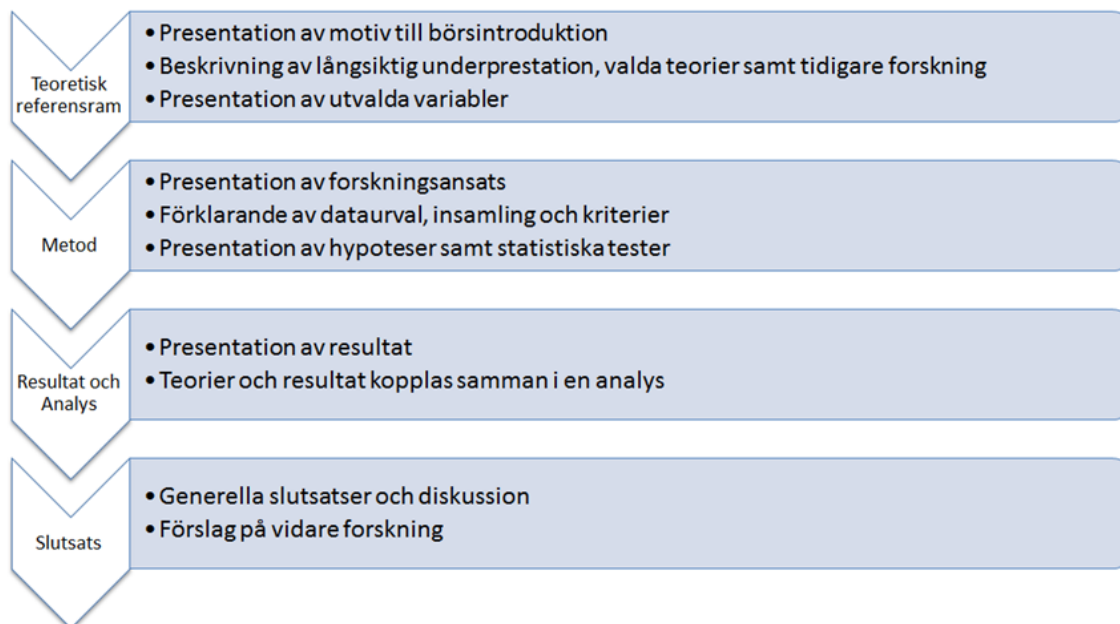 Teoretisk
referensram
• Presentation av motiv till börsintroduktion
• Beskrivning av långsiktig underprestation, valda teorier samt tidigare forskning
• Presentation av utvalda variabler
Metod
• Presentation av forskningsansats
• Förklarande av dataurval, insamling och kriterier
• Presentation av hypoteser samt statistiska tester
Resultat och
Analys
• Presentation av resultat
• Teorier och resultat kopplas samman i en analys
Slutsats
• Generella slutsatser och diskussion
• Förslag på vidare forskning